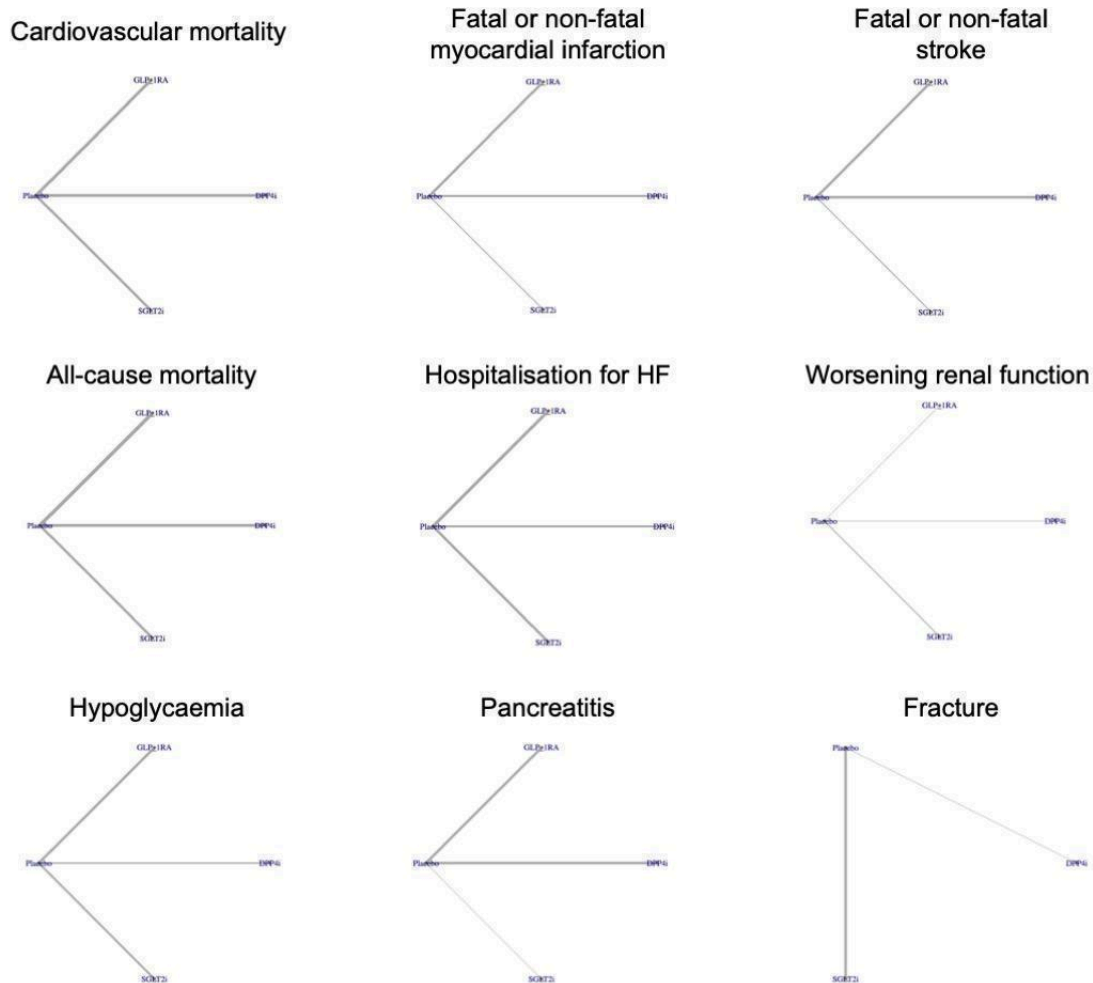 Cardiovascular mortality
Fatal or non-fatal
myocardial infarction
Fatal or non-fatal
stroke
GLP-1RA
Placebo
DPP4i
SGLT2i
GLP-1RA
Placebo
DPP4i
SGLT2i
GLP-1RA
Placebo
DPP4i
SGLT2i
All-cause mortality
Hospitalisation for HF
Worsening renal function
GLP-1RA
Placebo
DPP4i
SGLT2i
GLP-1RA
Placebo
DPP4i
SGLT2i
GLP-1RA
Placebo
DPP4i
SGLT2i
Hypoglycaemia
Pancreatitis
Fracture
GLP-1RA
Placebo
DPP4i
SGLT2i
GLP-1RA
Placebo
DPP4i
SGLT2i
Placebo
DPP4i
SGLT2i